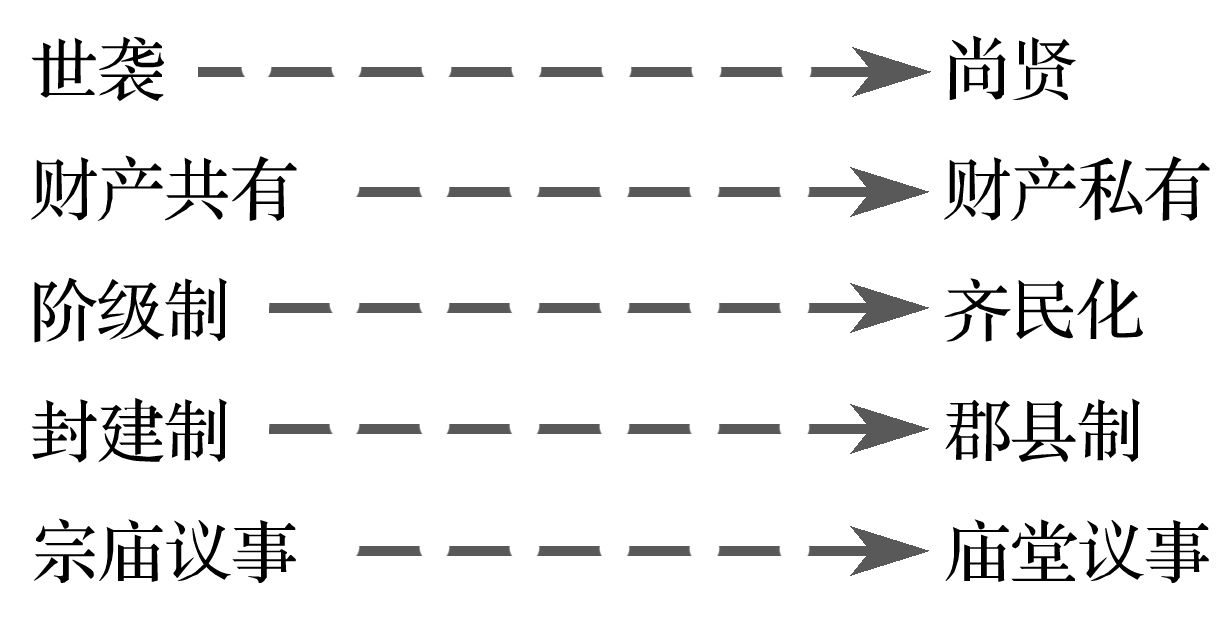 世袭 尚贤
财产共有 财产私有
阶级制 齐民化
封建制 郡县制
宗庙议事 庙堂议事